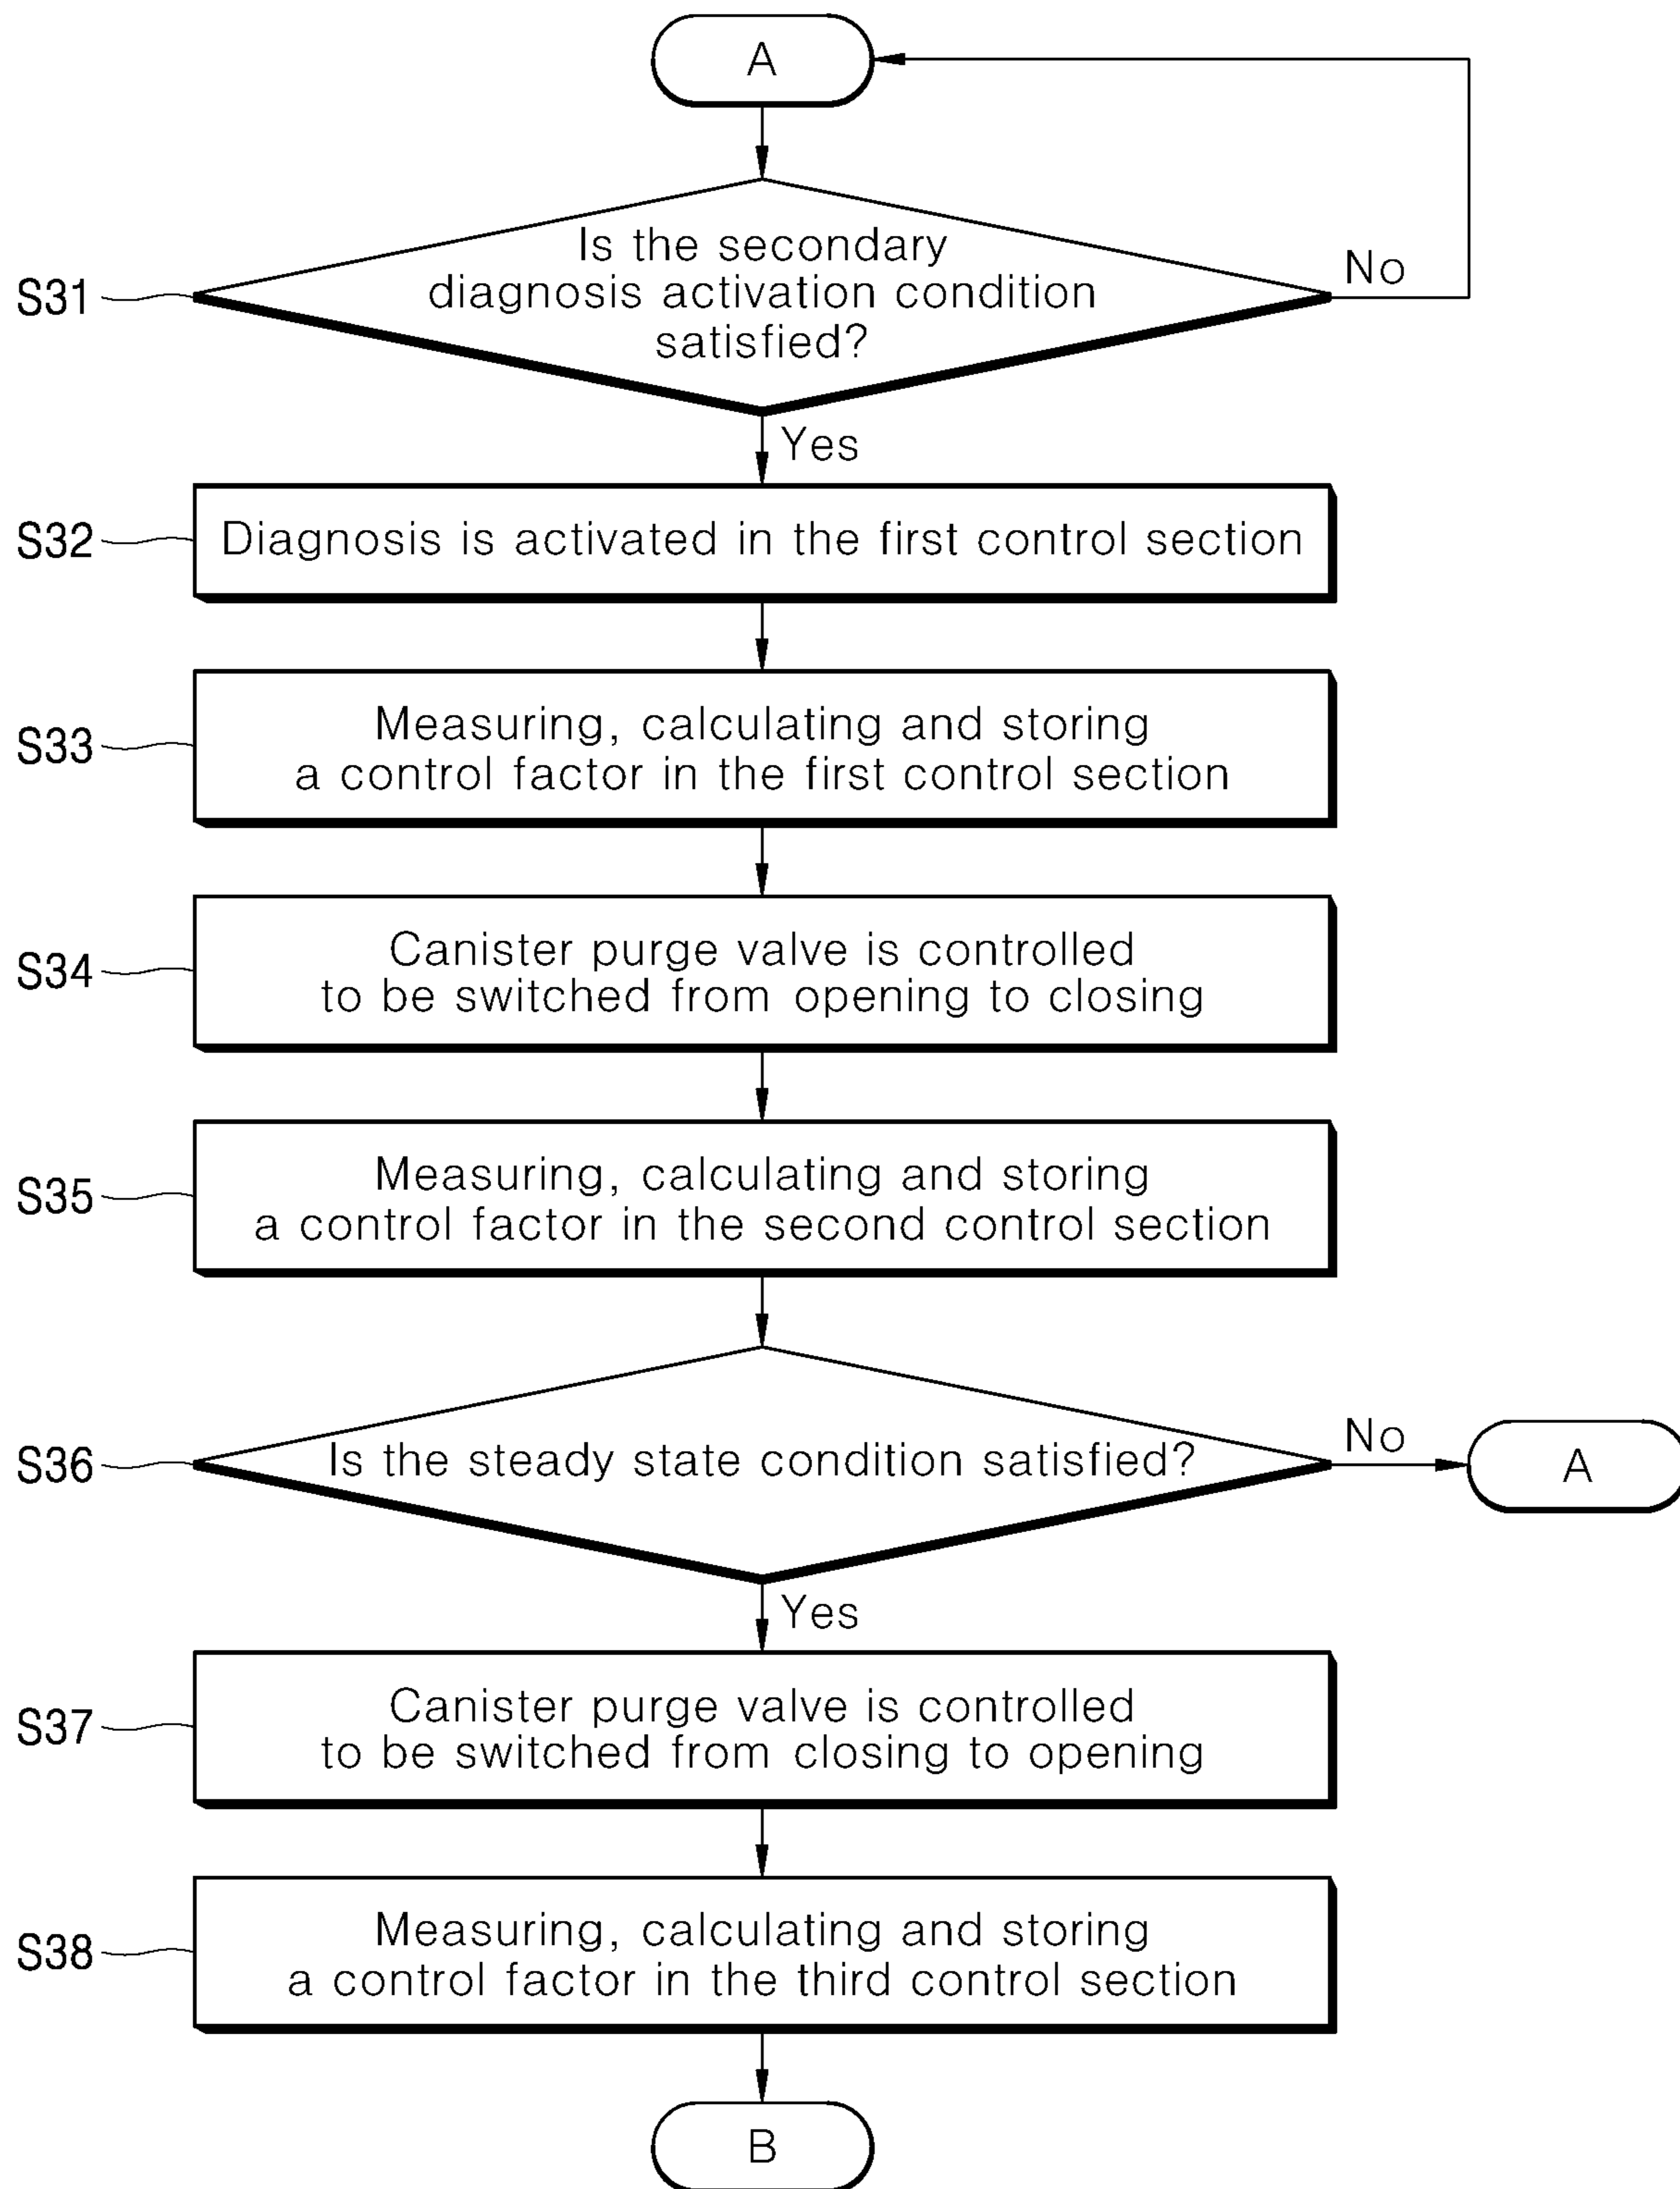 A
Is the secondary
diagnosis activation condition
satisfied?
No
S31
Yes
S32
Diagnosis is activated in the first control section
S33
Measuring, calculating and storing
a control factor in the first control section
S34
Canister purge valve is controlled
to be switched from opening to closing
S35
Measuring, calculating and storing
a control factor in the second control section
S36
Is the steady state condition satisfied?
No
A
Yes
S37
Canister purge valve is controlled
to be switched from closing to opening
S38
Measuring, calculating and storing
a control factor in the third control section
B